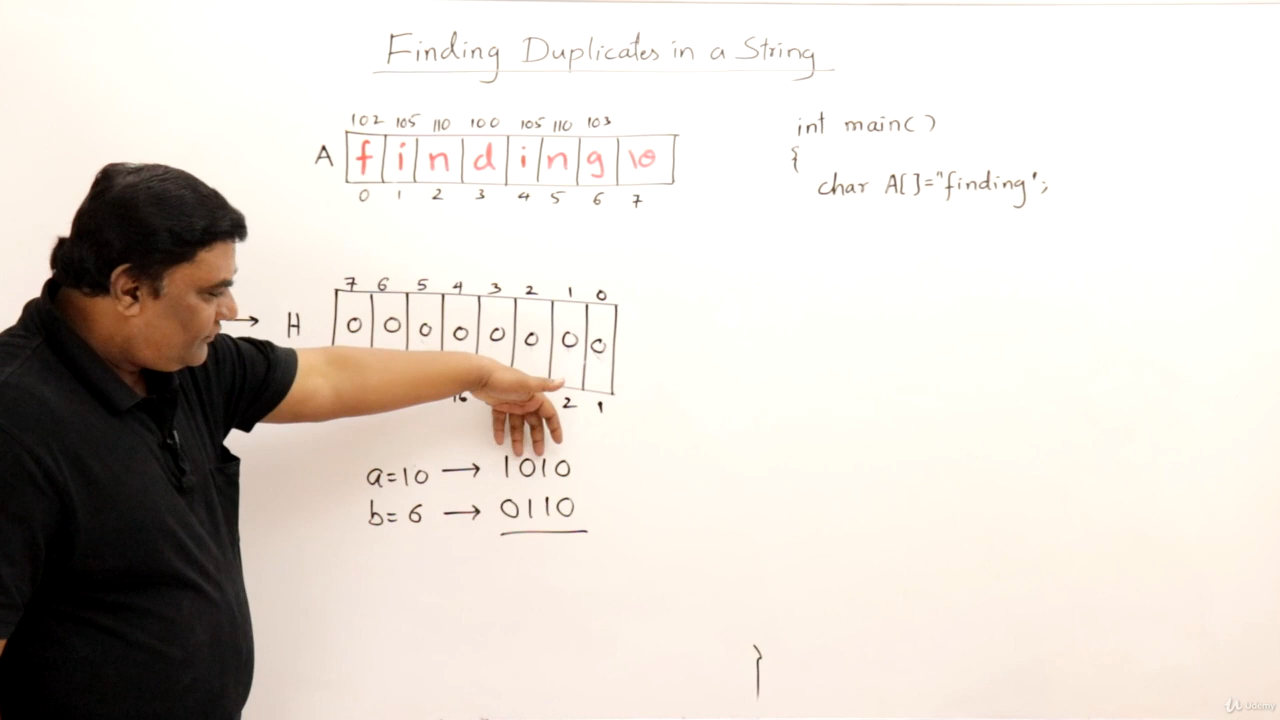 Finding Duplicates in a String
102 105 110 100 105 110 103
A f i n d i n g \0
0 1 2 3 4 5 6 7
int main()
{
char A[]="finding";
7 6 5 4 3 2 1 0
→ H 0 0 0 0 0 0 0 0
16 2 1
a=10 → 1010
b=6 → 0110
}
Udemy